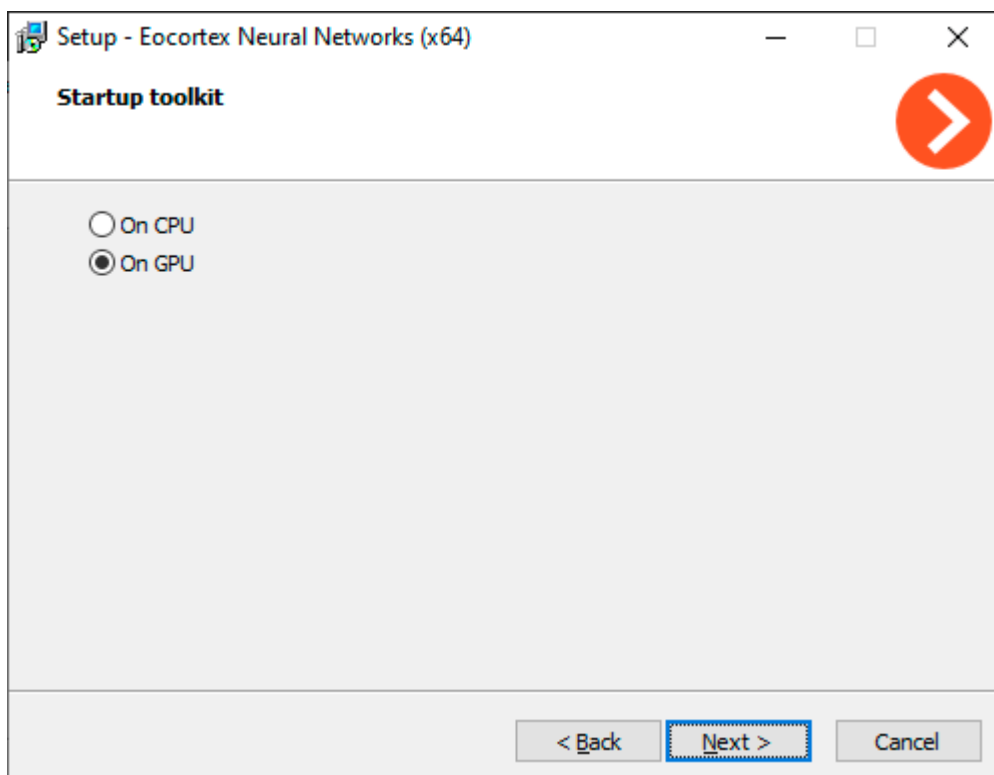 Setup - Eocortex Neural Networks (x64)
Startup toolkit
On CPU
On GPU
< Back
Next >
Cancel